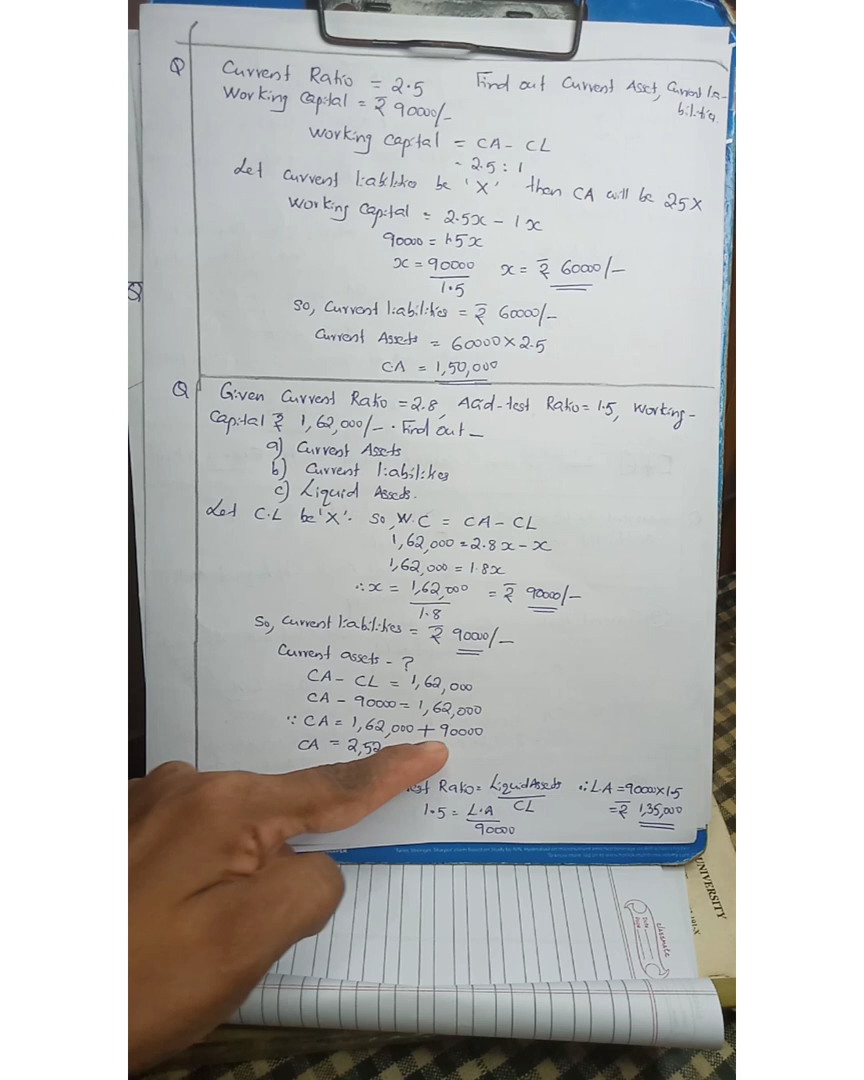 Q Current Ratio = 2.5 Find out Current Asset, Current Lia-
bilities.
Working Capital = ₹ 90000/-
Working Capital = CA - CL
- 2.5 : 1
Let Current liabilities be 'X' then CA will be 2.5X
Working Capital = 2.5x - 1x
90000 = 1.5x
x = 90000/1.5 x = ₹ 60000/-
So, Current liabilities = ₹ 60000/-
Current Assets = 60000 × 2.5
CA = 1,50,000
Q Given Current Ratio = 2.8, Acid-test Ratio = 1.5, Working-
Capital ₹ 1,62,000/-. Find out -
a) Current Assets
b) Current liabilities
c) Liquid Assets.
Let C.L be 'X'. So, W.C = CA - CL
1,62,000 = 2.8x - x
1,62,000 = 1.8x
∴ x = 1,62,000/1.8 = ₹ 90000/-
So, Current liabilities = ₹ 90000/-
Current assets - ?
CA - CL = 1,62,000
CA - 90000 = 1,62,000
∵ CA = 1,62,000 + 90000
CA = 2,52
Ratio = Liquid Assets/CL ∴ LA = 90000×1.5
1.5 = L.A/90000 = ₹ 1,35,000
UNIVERSITY
classmate